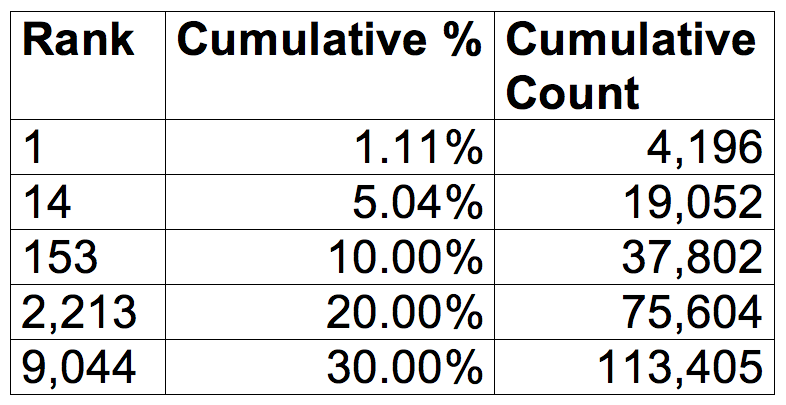 Rank Cumulative % Cumulative Count
1 1.11% 4,196
14 5.04% 19,052
153 10.00% 37,802
2,213 20.00% 75,604
9,044 30.00% 113,405